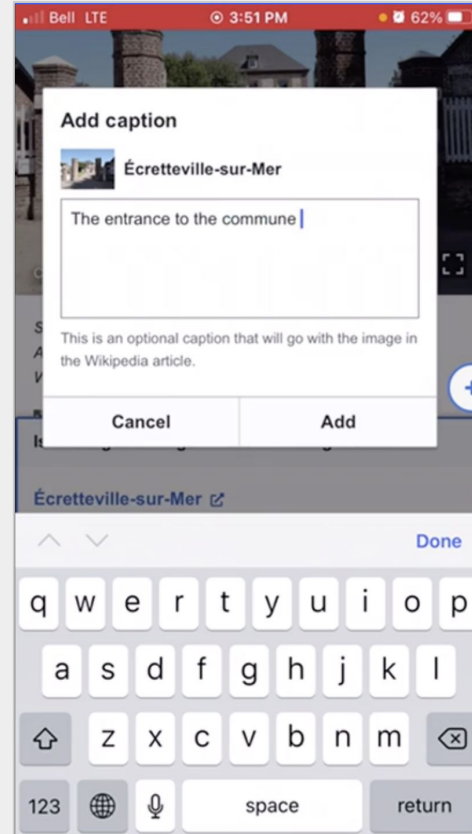 Bell LTE
3:51 PM
62%
Add caption
Écretteville-sur-Mer
The entrance to the commune
This is an optional caption that will go with the image in
the Wikipedia article.
Cancel
Add
Écretteville-sur-Mer
Done
q w e r t y u i o p
a s d f g h j k l
z x c v b n m
123
space
return